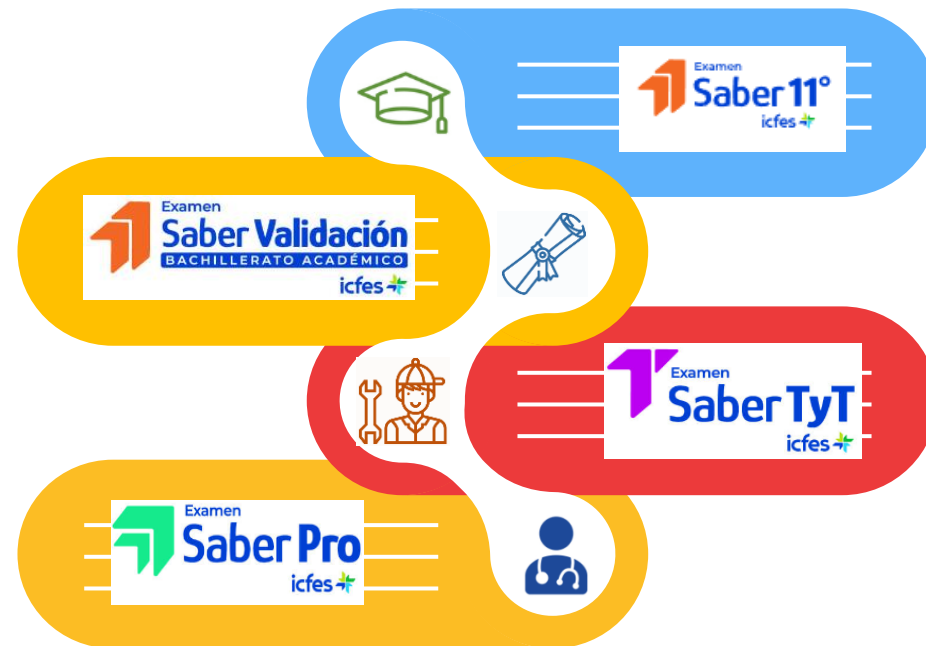 Examen
Saber 11°
icfes
Examen
Saber Validación
BACHILLERATO ACADÉMICO
icfes
Examen
Saber TyT
icfes
Examen
Saber Pro
icfes